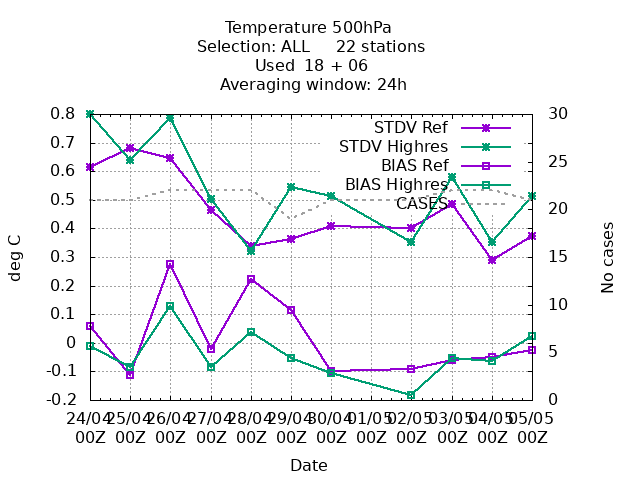 Temperature 500hPa
Selection: ALL 22 stations
Used 18 + 06
Averaging window: 24h
0.8
0.7
0.6
0.5
0.4
0.3
0.2
0.1
0
-0.1
-0.2
30
25
20
15
10
5
0
STDV Ref
STDV Highres
BIAS Ref
BIAS Highres
CASES
deg C
No cases
24/04 25/04 26/04 27/04 28/04 29/04 30/04 01/05 02/05 03/05 04/05 05/05
00Z 00Z 00Z 00Z 00Z 00Z 00Z 00Z 00Z 00Z 00Z 00Z
Date